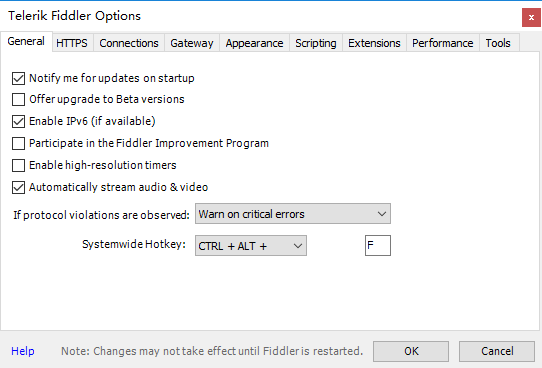 Telerik Fiddler Options
x
General HTTPS Connections Gateway Appearance Scripting Extensions Performance Tools
Notify me for updates on startup
Offer upgrade to Beta versions
Enable IPv6 (if available)
Participate in the Fiddler Improvement Program
Enable high-resolution timers
Automatically stream audio & video
If protocol violations are observed: Warn on critical errors
Systemwide Hotkey: CTRL + ALT + F
Help Note: Changes may not take effect until Fiddler is restarted. OK Cancel